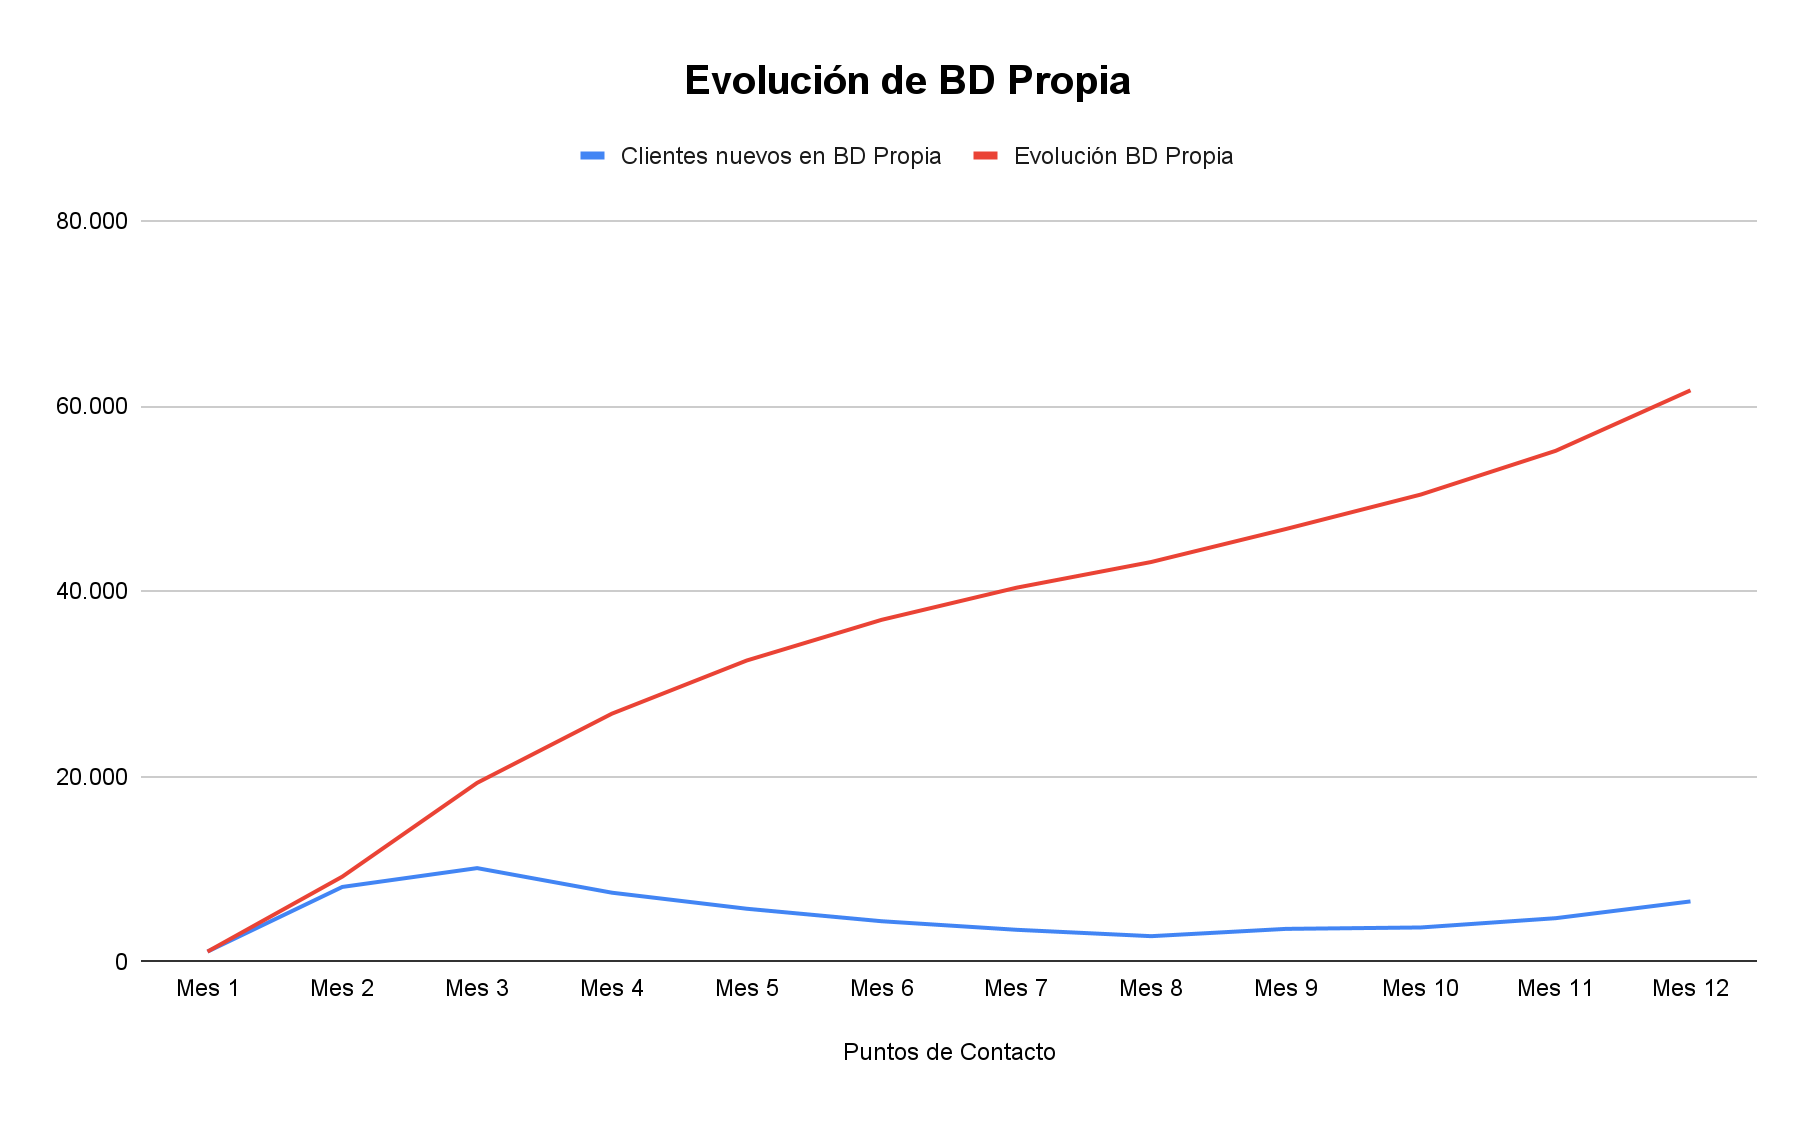 Evolución de BD Propia
Clientes nuevos en BD Propia Evolución BD Propia
80.000
60.000
40.000
20.000
0
Mes 1 Mes 2 Mes 3 Mes 4 Mes 5 Mes 6 Mes 7 Mes 8 Mes 9 Mes 10 Mes 11 Mes 12
Puntos de Contacto